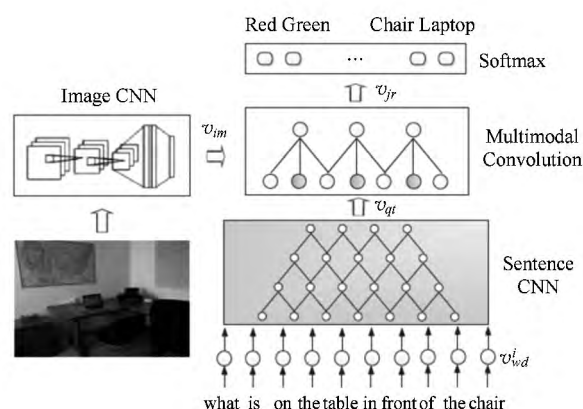 Red Green Chair Laptop
... Softmax
Image CNN
v_im
v_jr
Multimodal
Convolution
v_qt
Sentence
CNN
v^i_wd
what is on the table in front of the chair